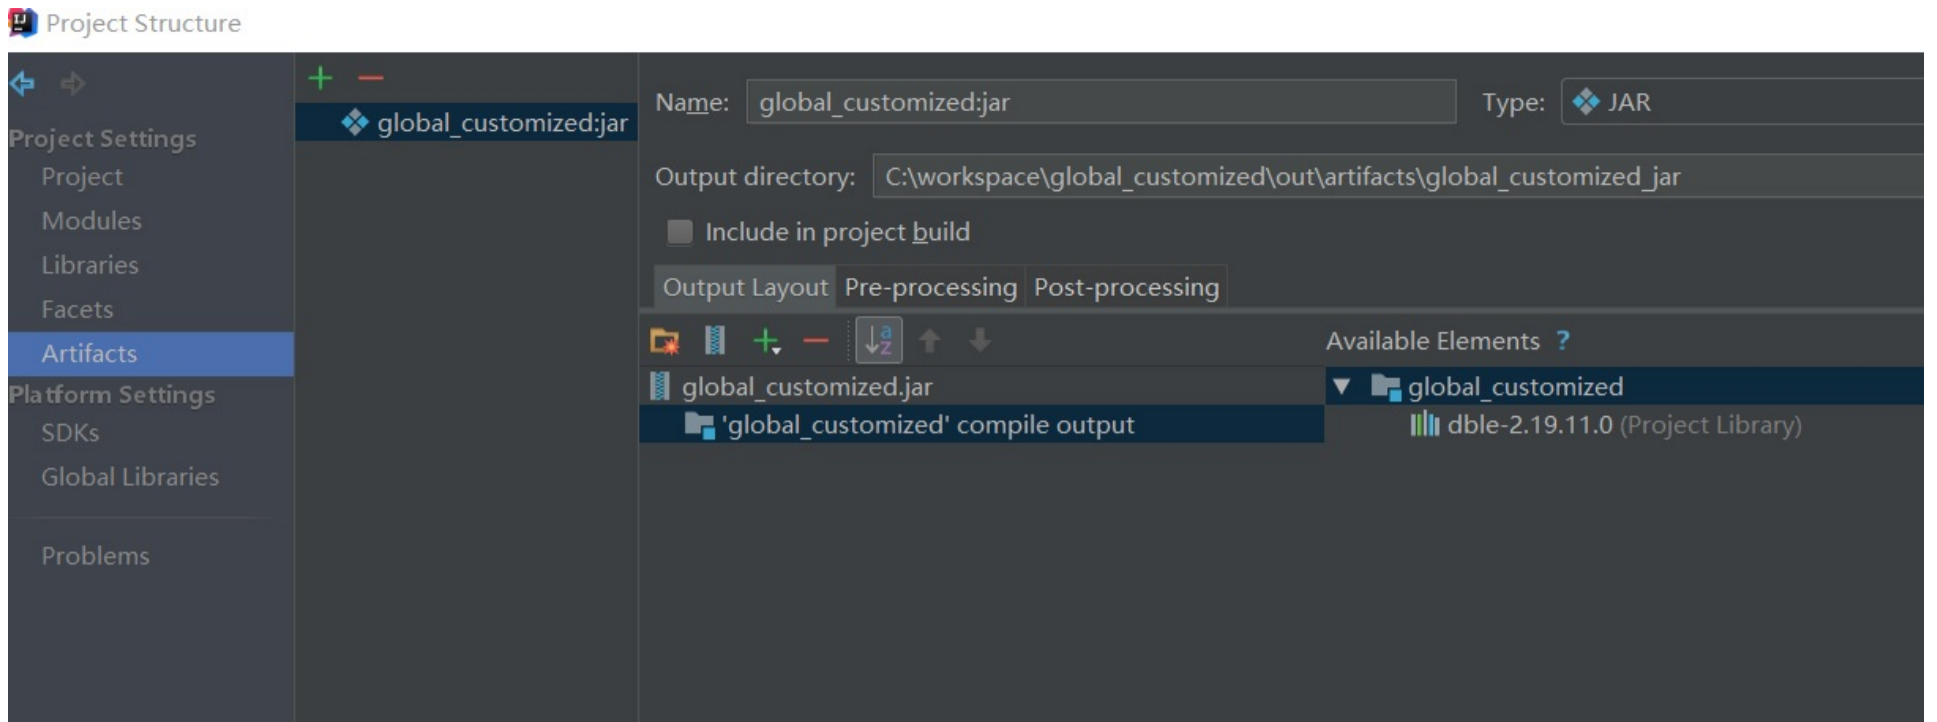 Project Structure
Project Settings
Project
Modules
Libraries
Facets
Artifacts
Platform Settings
SDKs
Global Libraries
Problems
global_customized:jar
Name: global_customized:jar Type: JAR
Output directory: C:\workspace\global_customized\out\artifacts\global_customized_jar
Include in project build
Output Layout Pre-processing Post-processing
Available Elements ?
global_customized.jar
'global_customized' compile output
global_customized
dble-2.19.11.0 (Project Library)